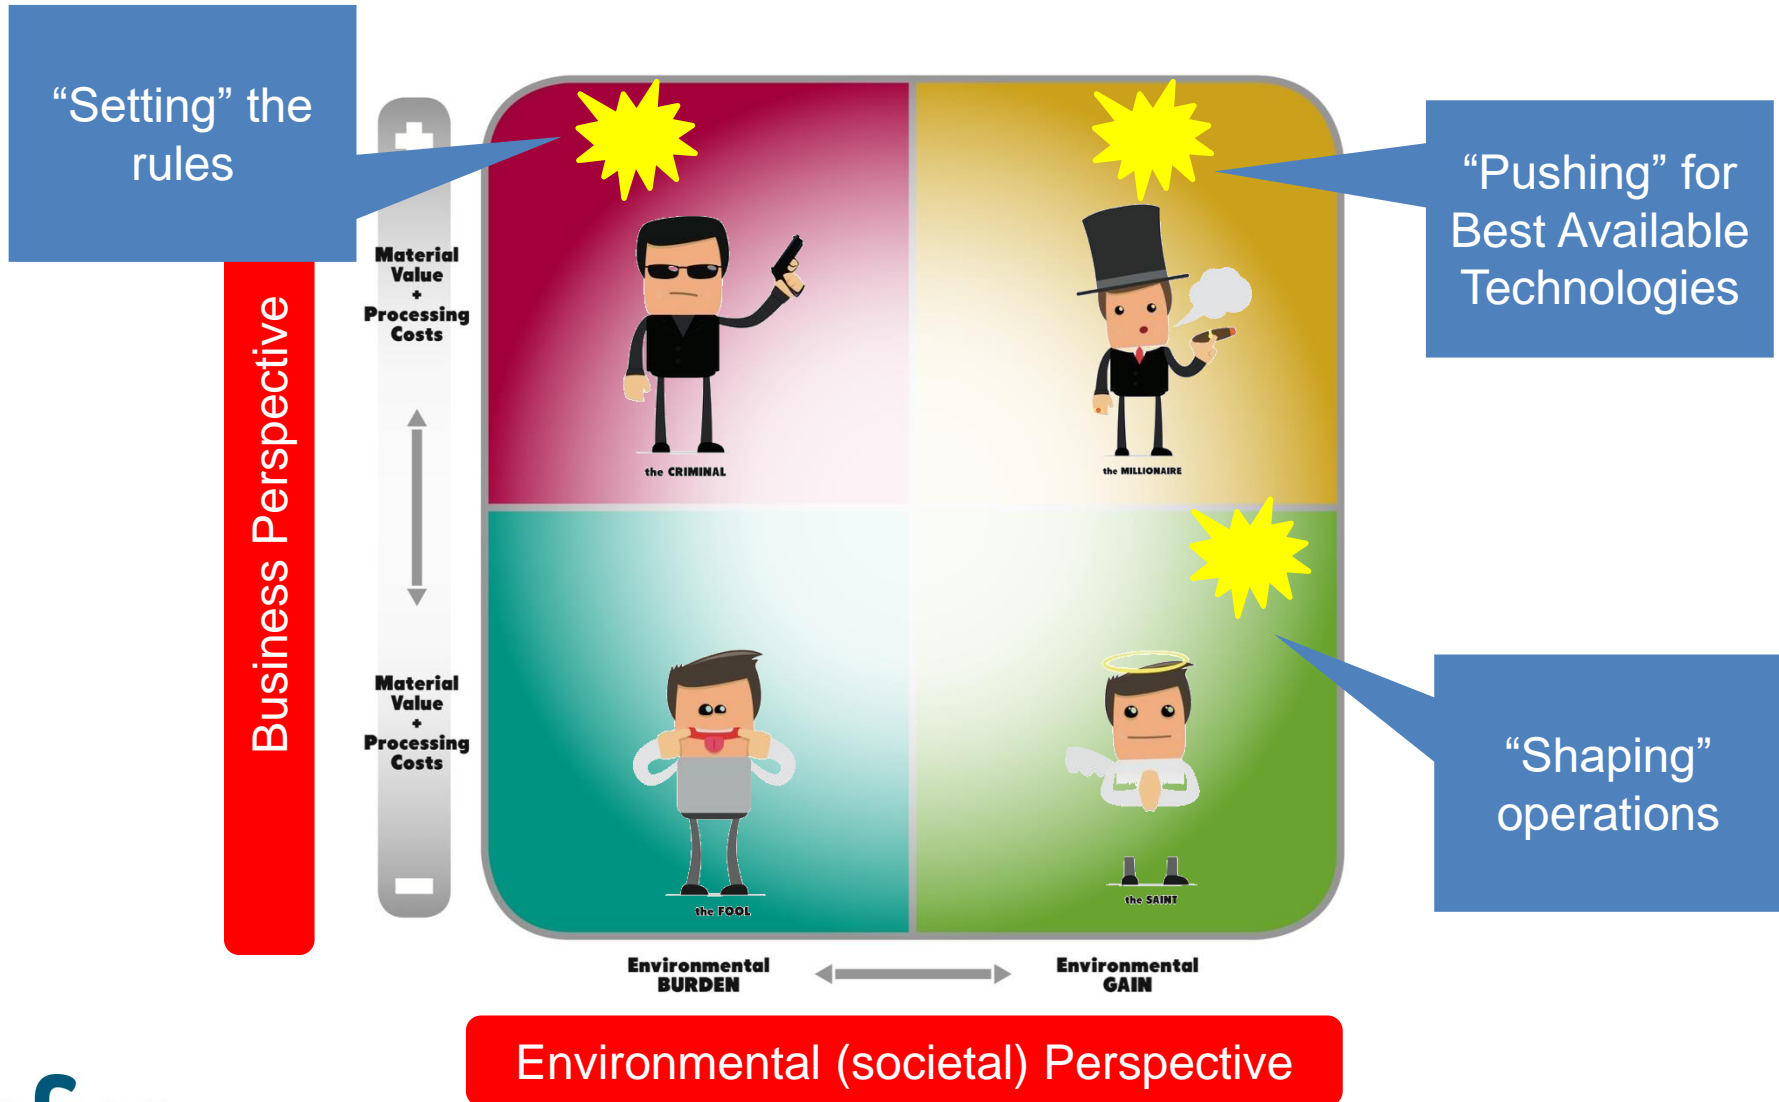 “Setting” the
rules
“Pushing” for
Best Available
Technologies
Material
Value
+
Processing
Costs
Business Perspective
the CRIMINAL
the MILLIONAIRE
Material
Value
+
Processing
Costs
“Shaping”
operations
the FOOL
the SAINT
Environmental
BURDEN
Environmental
GAIN
Environmental (societal) Perspective